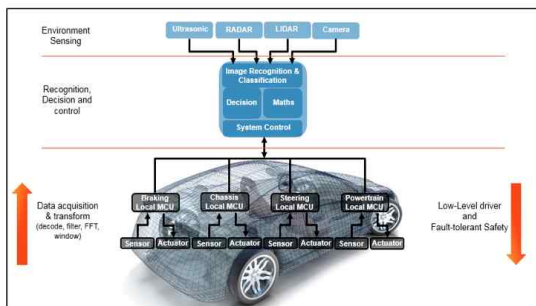 Environment
Sensing
Ultrasonic
RADAR
LIDAR
Camera
Recognition,
Decision and
control
Image Recognition &
Classification
Decision
Maths
System Control
Data acquisition
& transform
(decode, filter, FFT,
window)
Braking
Local MCU
Chassis
Local MCU
Steering
Local MCU
Powertrain
Local MCU
Sensor
Actuator
Sensor
Actuator
Sensor
Actuator
Sensor
Actuator
Low-Level driver
and
Fault-tolerant Safety